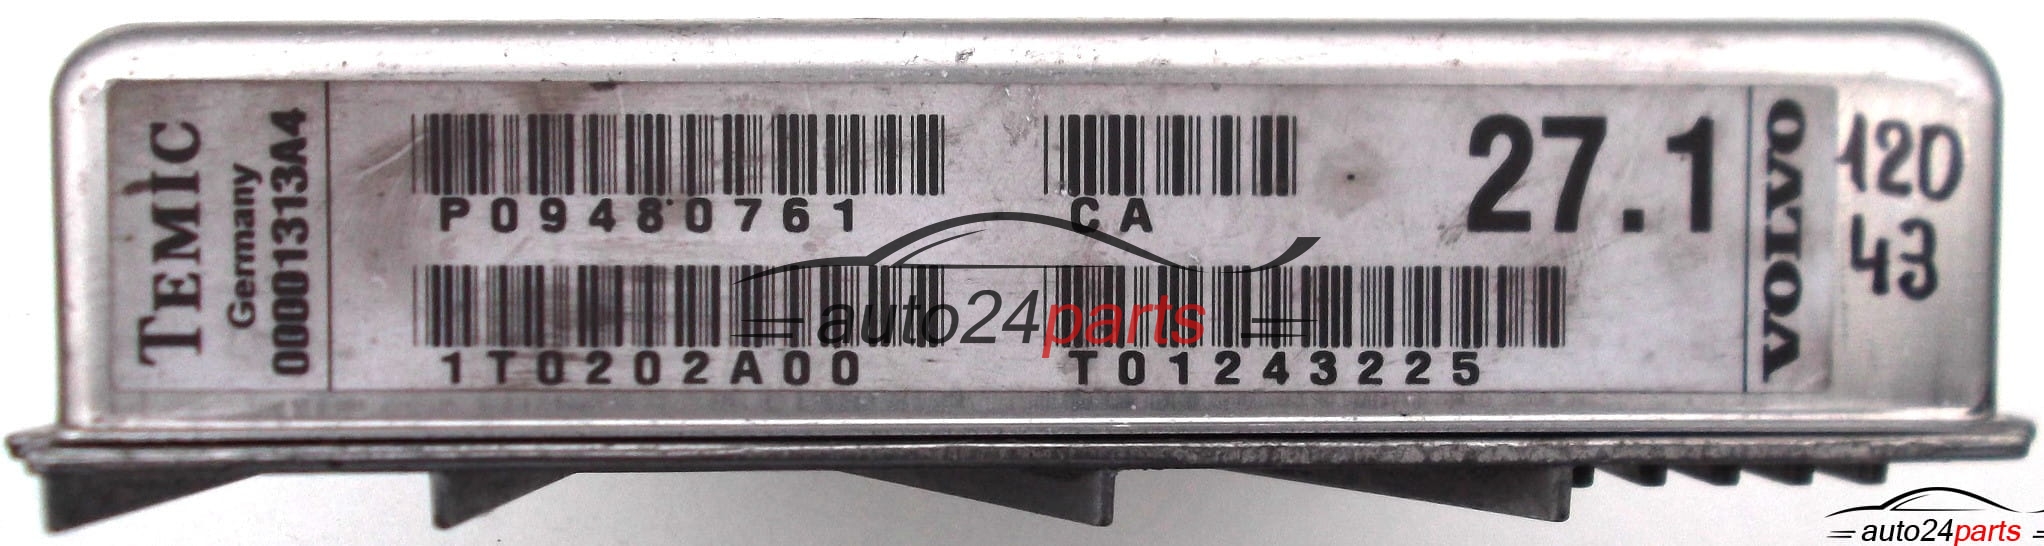 TEMIC
Germany
00001313A4
P09480761
CA
27.1
1T0202A00
T01243225
VOLVO
120
43
auto24parts
auto24parts